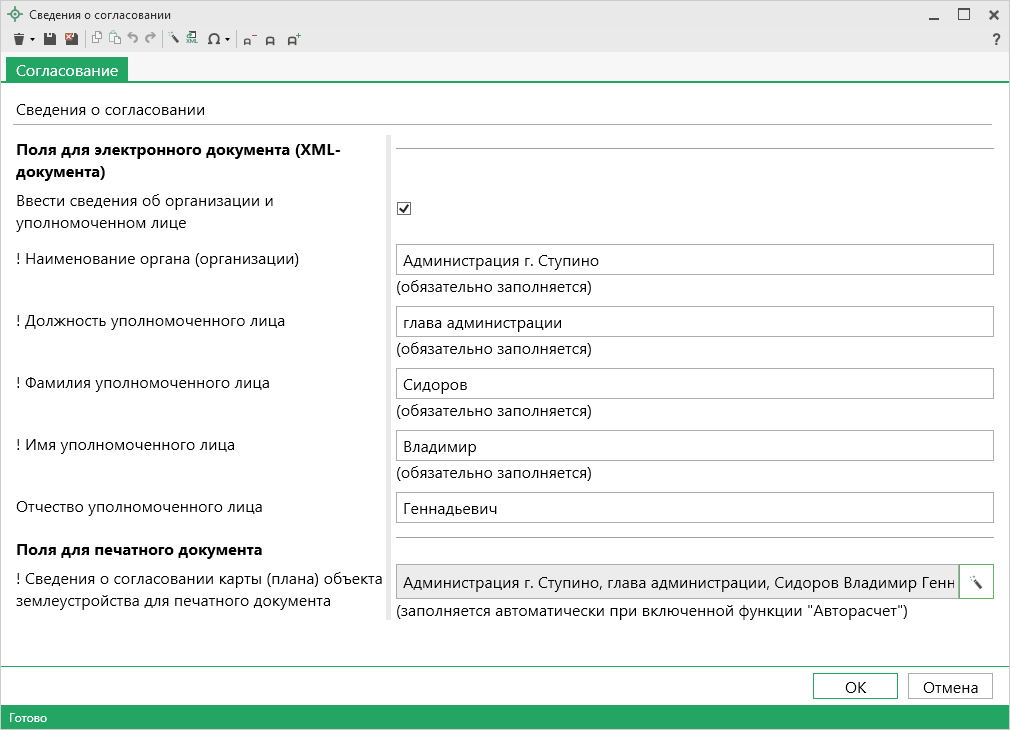 Сведения о согласовании
XML
Ω
A−
A
A+
?
Согласование
Сведения о согласовании
Поля для электронного документа (XML-
документа)
Ввести сведения об организации и
уполномоченном лице
! Наименование органа (организации)
Администрация г. Ступино
(обязательно заполняется)
! Должность уполномоченного лица
глава администрации
(обязательно заполняется)
! Фамилия уполномоченного лица
Сидоров
(обязательно заполняется)
! Имя уполномоченного лица
Владимир
(обязательно заполняется)
Отчество уполномоченного лица
Геннадьевич
Поля для печатного документа
! Сведения о согласовании карты (плана) объекта
землеустройства для печатного документа
Администрация г. Ступино, глава администрации, Сидоров Владимир Генн
(заполняется автоматически при включенной функции "Авторасчет")
ОК
Отмена
Готово